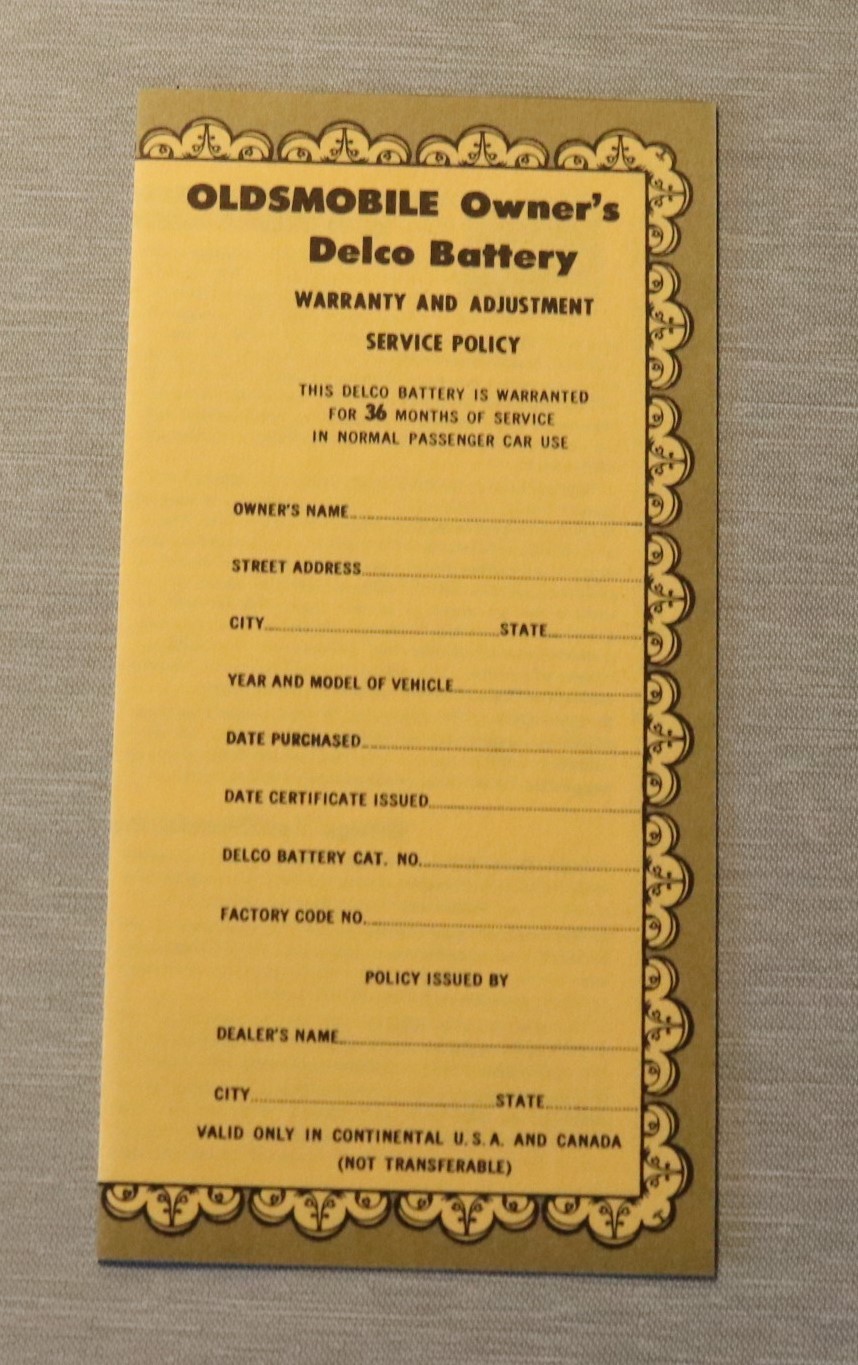 OLDSMOBILE Owner's
Delco Battery
WARRANTY AND ADJUSTMENT
SERVICE POLICY
THIS DELCO BATTERY IS WARRANTED
FOR 36 MONTHS OF SERVICE
IN NORMAL PASSENGER CAR USE
OWNER'S NAME
STREET ADDRESS
CITY STATE
YEAR AND MODEL OF VEHICLE
DATE PURCHASED
DATE CERTIFICATE ISSUED
DELCO BATTERY CAT. NO.
FACTORY CODE NO.
POLICY ISSUED BY
DEALER'S NAME
CITY STATE
VALID ONLY IN CONTINENTAL U.S.A. AND CANADA
(NOT TRANSFERABLE)